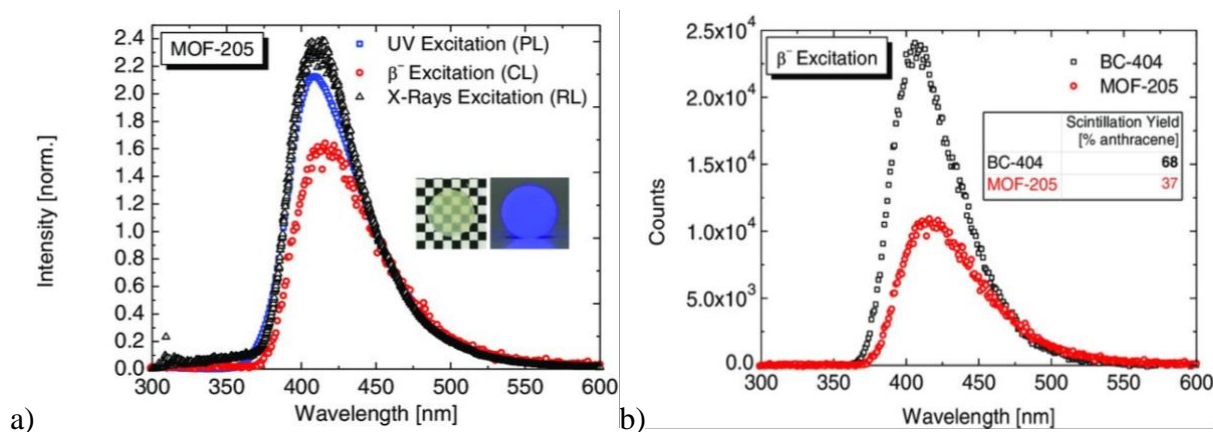 MOF-205
UV Excitation (PL)
β⁻ Excitation (CL)
X-Rays Excitation (RL)
Intensity [norm.]
2.4
2.2
2.0
1.8
1.6
1.4
1.2
1.0
0.8
0.6
0.4
0.2
0.0
300 350 400 450 500 550 600
Wavelength [nm]
a)
b)
β⁻ Excitation
BC-404
MOF-205
Scintillation Yield
[% anthracene]
BC-404 68
MOF-205 37
Counts
2.5x10⁴
2.0x10⁴
1.5x10⁴
1.0x10⁴
5.0x10³
0.0
300 350 400 450 500 550 600
Wavelength [nm]
b)